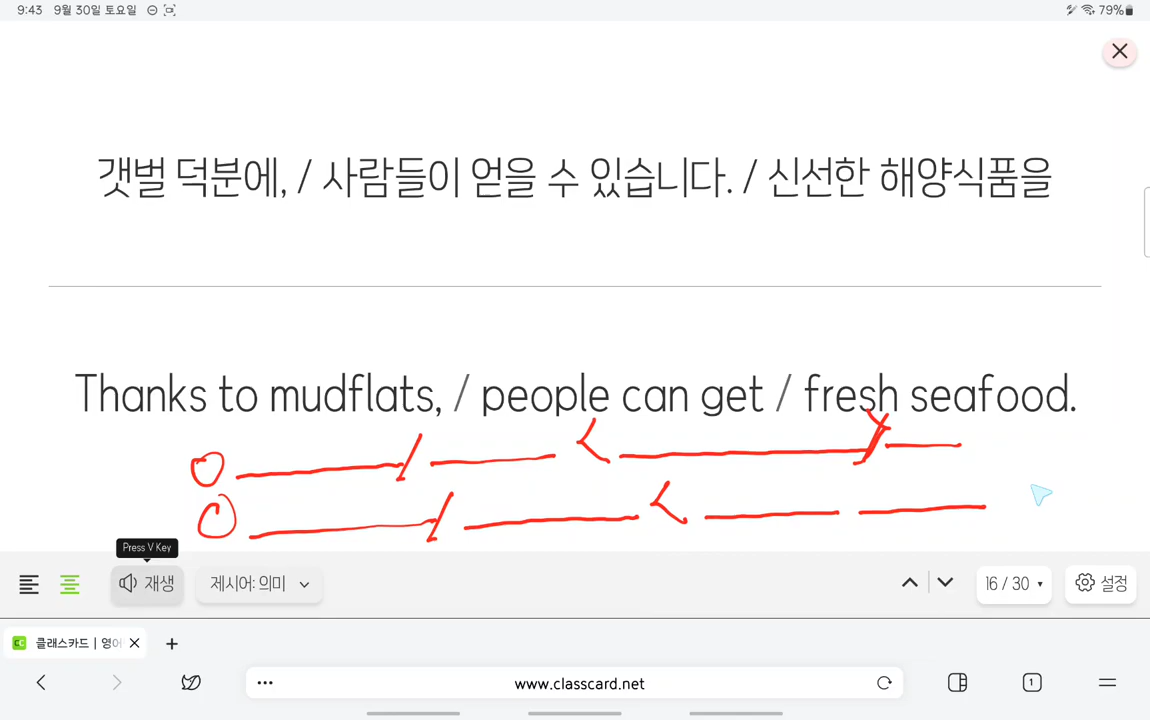 9:43 9월 30일 토요일
79%
갯벌 덕분에, / 사람들이 얻을 수 있습니다. / 신선한 해양식품을
Thanks to mudflats, / people can get / fresh seafood.
Press V Key
재생
제시어: 의미
16 / 30
설정
클래스카드 | 영어
www.classcard.net
1